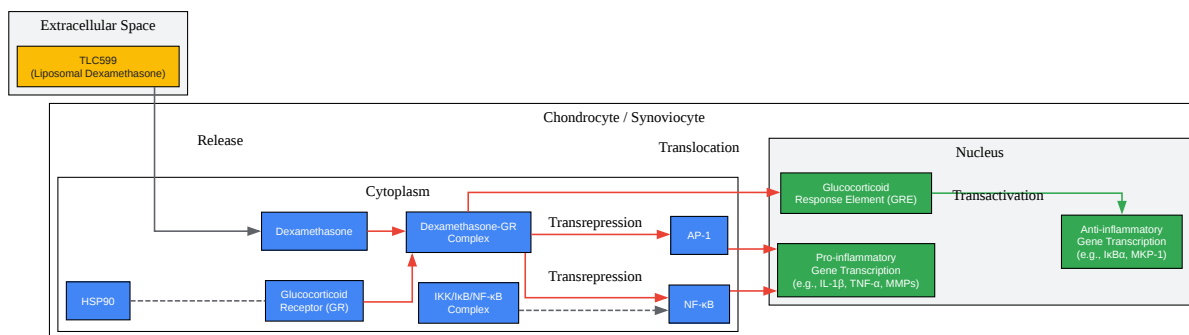 Extracellular Space
TLC599
(Liposomal Dexamethasone)
Chondrocyte / Synoviocyte
Release
Translocation
Nucleus
Cytoplasm
Glucocorticoid
Response Element (GRE)
Transactivation
Dexamethasone
Dexamethasone-GR
Complex
Transrepression
AP-1
Anti-inflammatory
Gene Transcription
(e.g., IκBα, MKP-1)
Pro-inflammatory
Gene Transcription
(e.g., IL-1β, TNF-α, MMPs)
Transrepression
HSP90
Glucocorticoid
Receptor (GR)
IKK/IκB/NF-κB
Complex
NF-κB